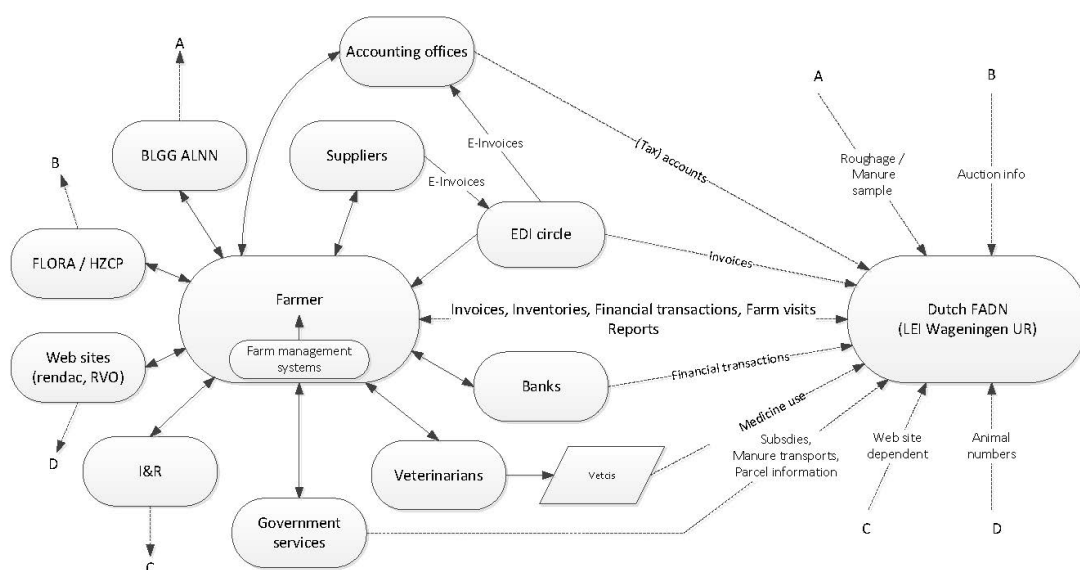 A
Accounting offices
A
B
BLGG ALNN
Suppliers
E-Invoices
E-Invoices
(Tax) accounts
Roughage /
Manure
sample
Auction info
B
FLORA / HZCP
EDI circle
Invoices
Farmer
Farm management
systems
Invoices, Inventories, Financial transactions, Farm visits
Reports
Dutch FADN
(LEI Wageningen UR)
Web sites
(rendac, RVO)
Banks
Financial transactions
Medicine use
D
I&R
Veterinarians
Vetcis
Subsdies,
Manure transports,
Parcel information
Web site
dependent
Animal
numbers
Government
services
C
C
D